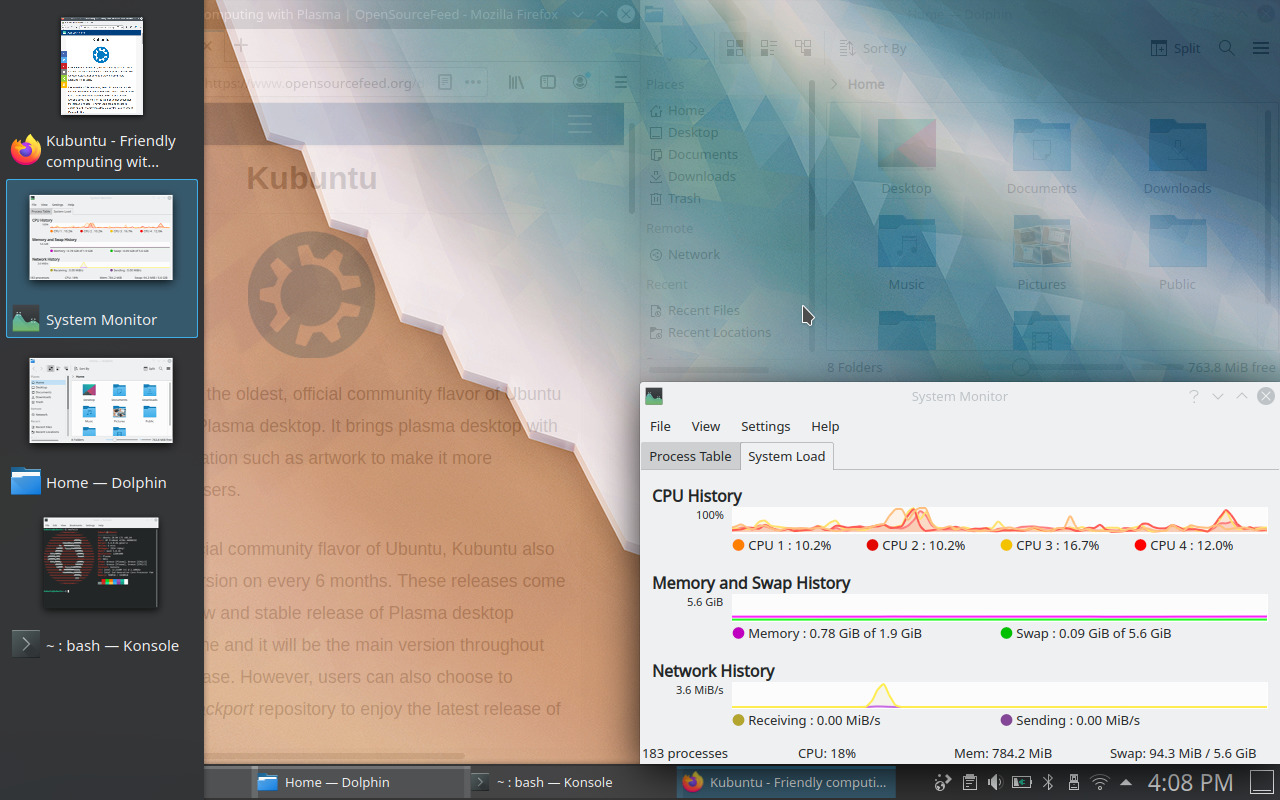 Kubuntu - Friendly
computing wit...
System Monitor
Home — Dolphin
~ : bash — Konsole
omputing with Plasma | OpenSourceFeed - Mozilla Firefox
https://www.opensourcefeed.org/
Kubuntu
the oldest, official community flavor of Ubuntu
Plasma desktop. It brings plasma desktop with
ation such as artwork to make it more
sers.
cial community flavor of Ubuntu, Kubuntu also
version on every 6 months. These release come
w and stable release of Plasma desktop
ne and it will be the main version throughout
ase. However, users can also choose to
ckport repository to enjoy the latest release of
Sort By
Split
Places
Home
Desktop
Documents
Downloads
Trash
Remote
Network
Recent
Recent Files
Recent Locations
Home
Desktop
Documents
Downloads
Music
Pictures
Public
8 Folders
763.8 MiB free
System Monitor
File View Settings Help
Process Table System Load
CPU History
100%
CPU 1 : 10.2% CPU 2 : 10.2% CPU 3 : 16.7% CPU 4 : 12.0%
Memory and Swap History
5.6 GiB
Memory : 0.78 GiB of 1.9 GiB Swap : 0.09 GiB of 5.6 GiB
Network History
3.6 MiB/s
Receiving : 0.00 MiB/s Sending : 0.00 MiB/s
183 processes CPU: 18% Mem: 784.2 MiB Swap: 94.3 MiB / 5.6 GiB
Home — Dolphin
~ : bash — Konsole
Kubuntu - Friendly computi...
4:08 PM